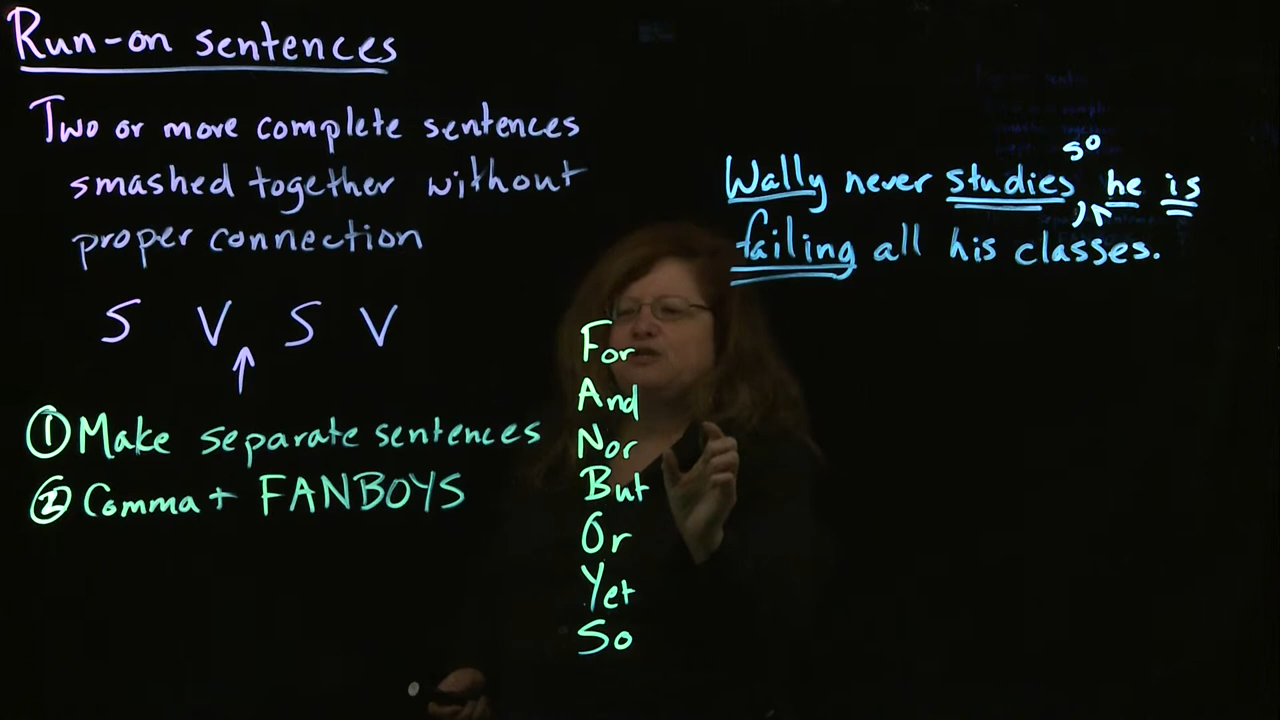 Run-on sentences
Two or more complete sentences
smashed together without
proper connection
S V S V
↑
① Make separate sentences
② Comma + FANBOYS
For
And
Nor
But
Or
Yet
So
so
Wally never studies, he is
failing all his classes.